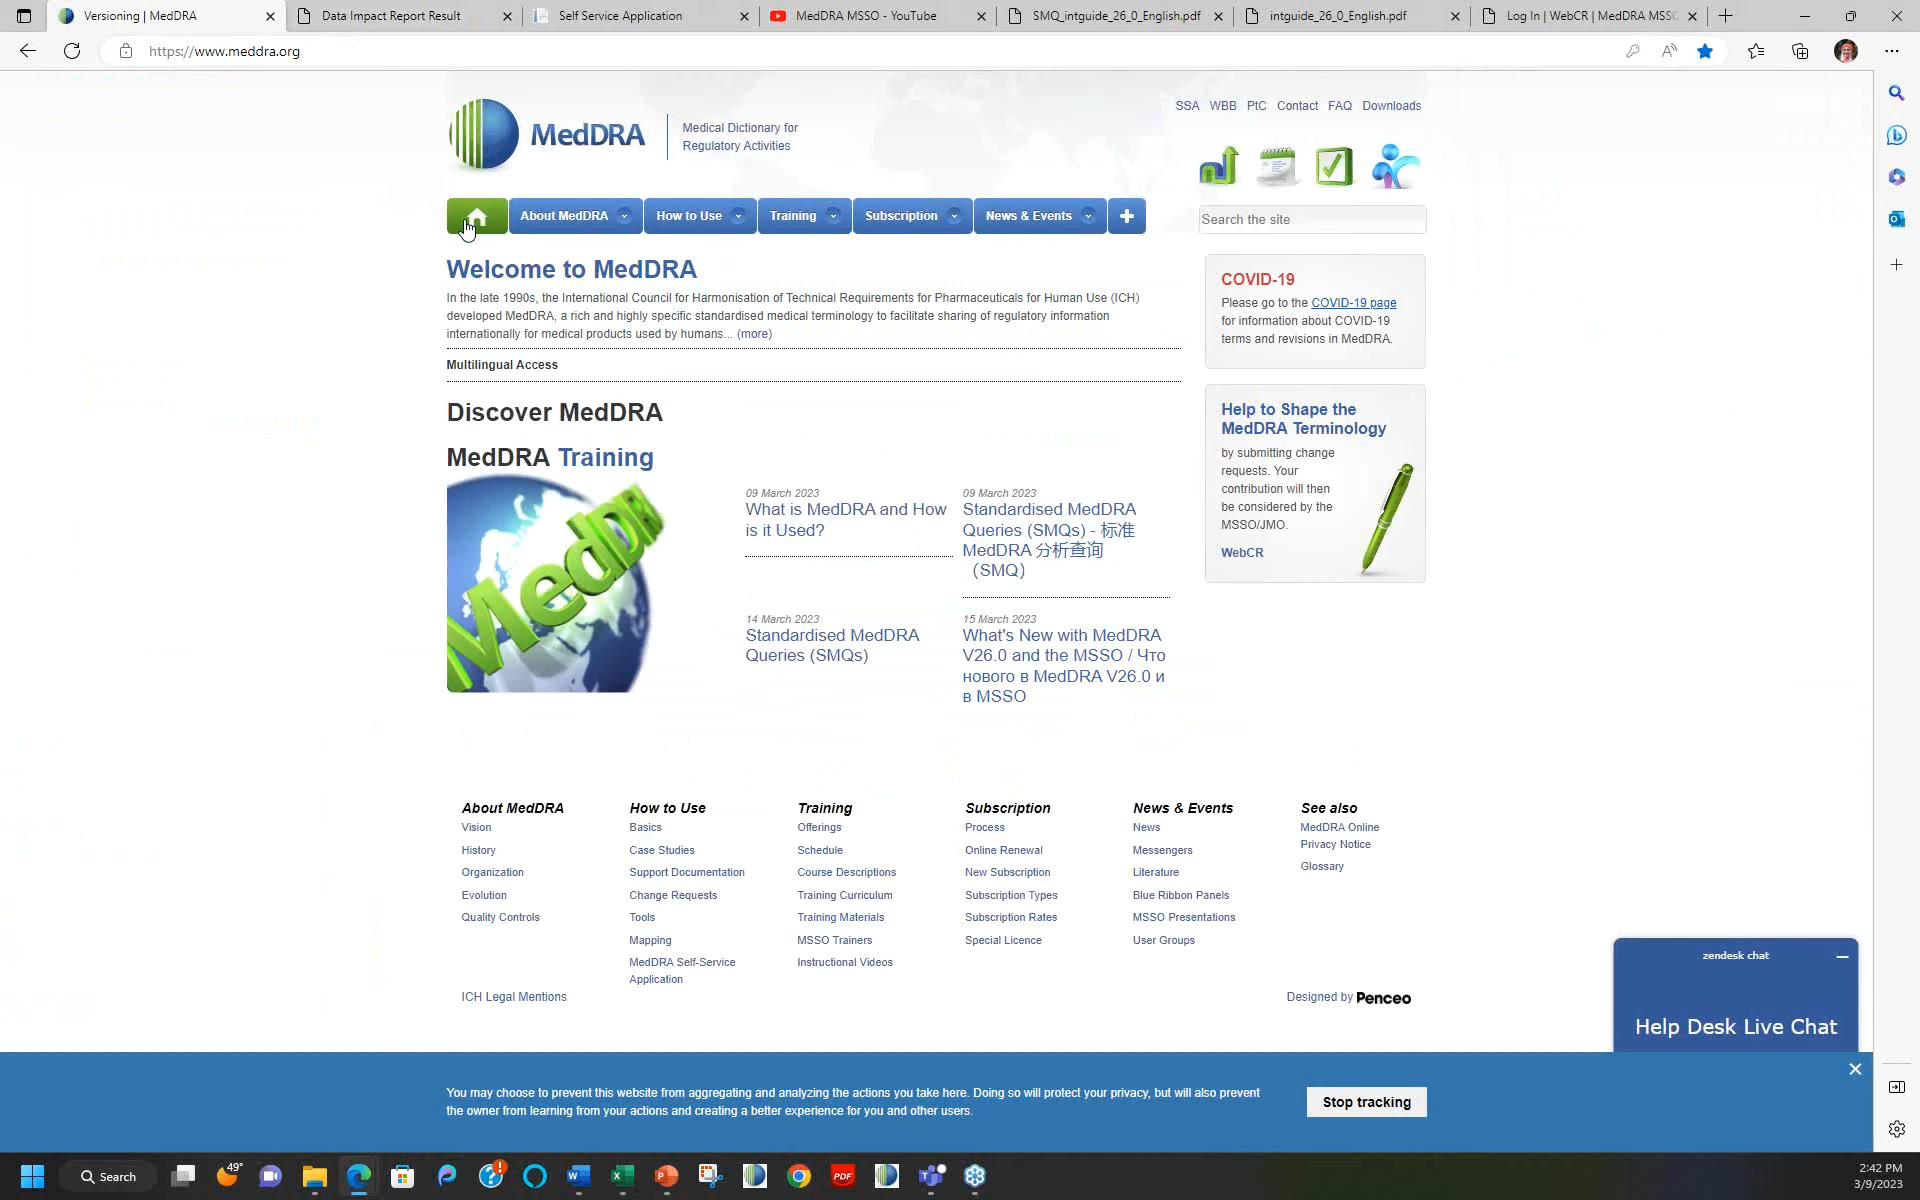 Versioning | MedDRA
Data Impact Report Result
Self Service Application
MedDRA MSSO - YouTube
SMQ_intguide_26_0_English.pdf
intguide_26_0_English.pdf
Log In | WebCR | MedDRA MSSO
https://www.meddra.org
SSA WBB PtC Contact FAQ Downloads
MedDRA
Medical Dictionary for
Regulatory Activities
About MedDRA
How to Use
Training
Subscription
News & Events
Search the site
Welcome to MedDRA
In the late 1990s, the International Council for Harmonisation of Technical Requirements for Pharmaceuticals for Human Use (ICH)
developed MedDRA, a rich and highly specific standardised medical terminology to facilitate sharing of regulatory information
internationally for medical products used by humans... (more)
Multilingual Access
COVID-19
Please go to the COVID-19 page
for information about COVID-19
terms and revisions in MedDRA.
Discover MedDRA
MedDRA Training
MedDR
09 March 2023
What is MedDRA and How
is it Used?
09 March 2023
Standardised MedDRA
Queries (SMQs) - 标准
MedDRA 分析查询
（SMQ）
14 March 2023
Standardised MedDRA
Queries (SMQs)
15 March 2023
What's New with MedDRA
V26.0 and the MSSO / Что
нового в MedDRA V26.0 и
в MSSO
Help to Shape the
MedDRA Terminology
by submitting change
requests. Your
contribution will then
be considered by the
MSSO/JMO.
WebCR
About MedDRA
Vision
History
Organization
Evolution
Quality Controls
How to Use
Basics
Case Studies
Support Documentation
Change Requests
Tools
Mapping
MedDRA Self-Service
Application
Training
Offerings
Schedule
Course Descriptions
Training Curriculum
Training Materials
MSSO Trainers
Instructional Videos
Subscription
Process
Online Renewal
New Subscription
Subscription Types
Subscription Rates
Special Licence
News & Events
News
Messengers
Literature
Blue Ribbon Panels
MSSO Presentations
User Groups
See also
MedDRA Online
Privacy Notice
Glossary
ICH Legal Mentions
Designed by Penceo
zendesk chat
Help Desk Live Chat
You may choose to prevent this website from aggregating and analyzing the actions you take here. Doing so will protect your privacy, but will also prevent
the owner from learning from your actions and creating a better experience for you and other users.
Stop tracking
Search
49°
PDF
2:42 PM
3/9/2023